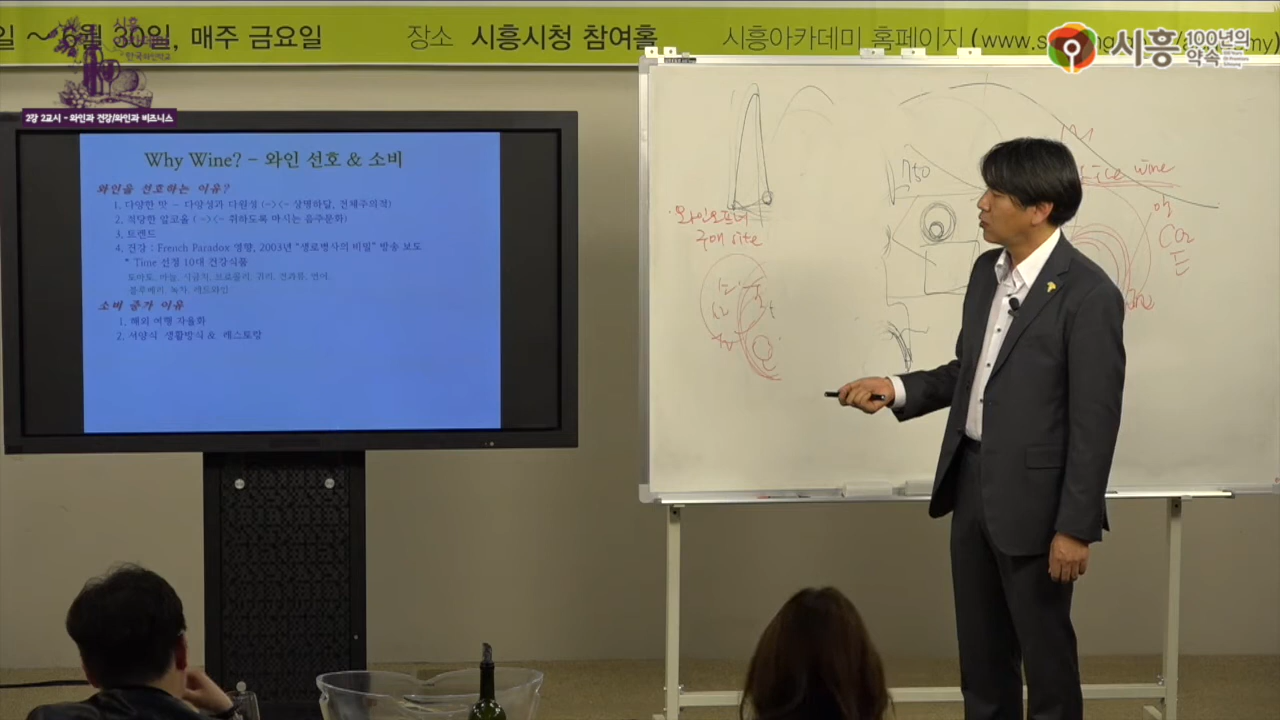 일 ~ 6월 30일, 매주 금요일 장소 시흥시청 참여홀 시흥아카데미 홈페이지 (www.s
시흥
한국와인학교
시흥 100년의 약속
2강 2교시 - 와인과 건강/와인과 비즈니스
Why Wine? - 와인 선호 & 소비
와인을 선호하는 이유?
1. 다양한 맛 - 다양성과 다원성 (-><- 상명하달, 전체주의적)
2. 적당한 알코올 (-><- 취하도록 마시는 음주문화)
3. 트렌드
4. 건강 : French Paradox 영향, 2003년 "생로병사의 비밀" 방송 보도
* Time 선정 10대 건강식품
토마토, 마늘, 시금치, 브로콜리, 귀리, 견과류, 연어,
블루베리, 녹차, 레드와인
소비 증가 이유
1. 해외 여행 자율화
2. 서양식 생활방식 & 레스토랑
와인오프너
구매 site
750
ice wine